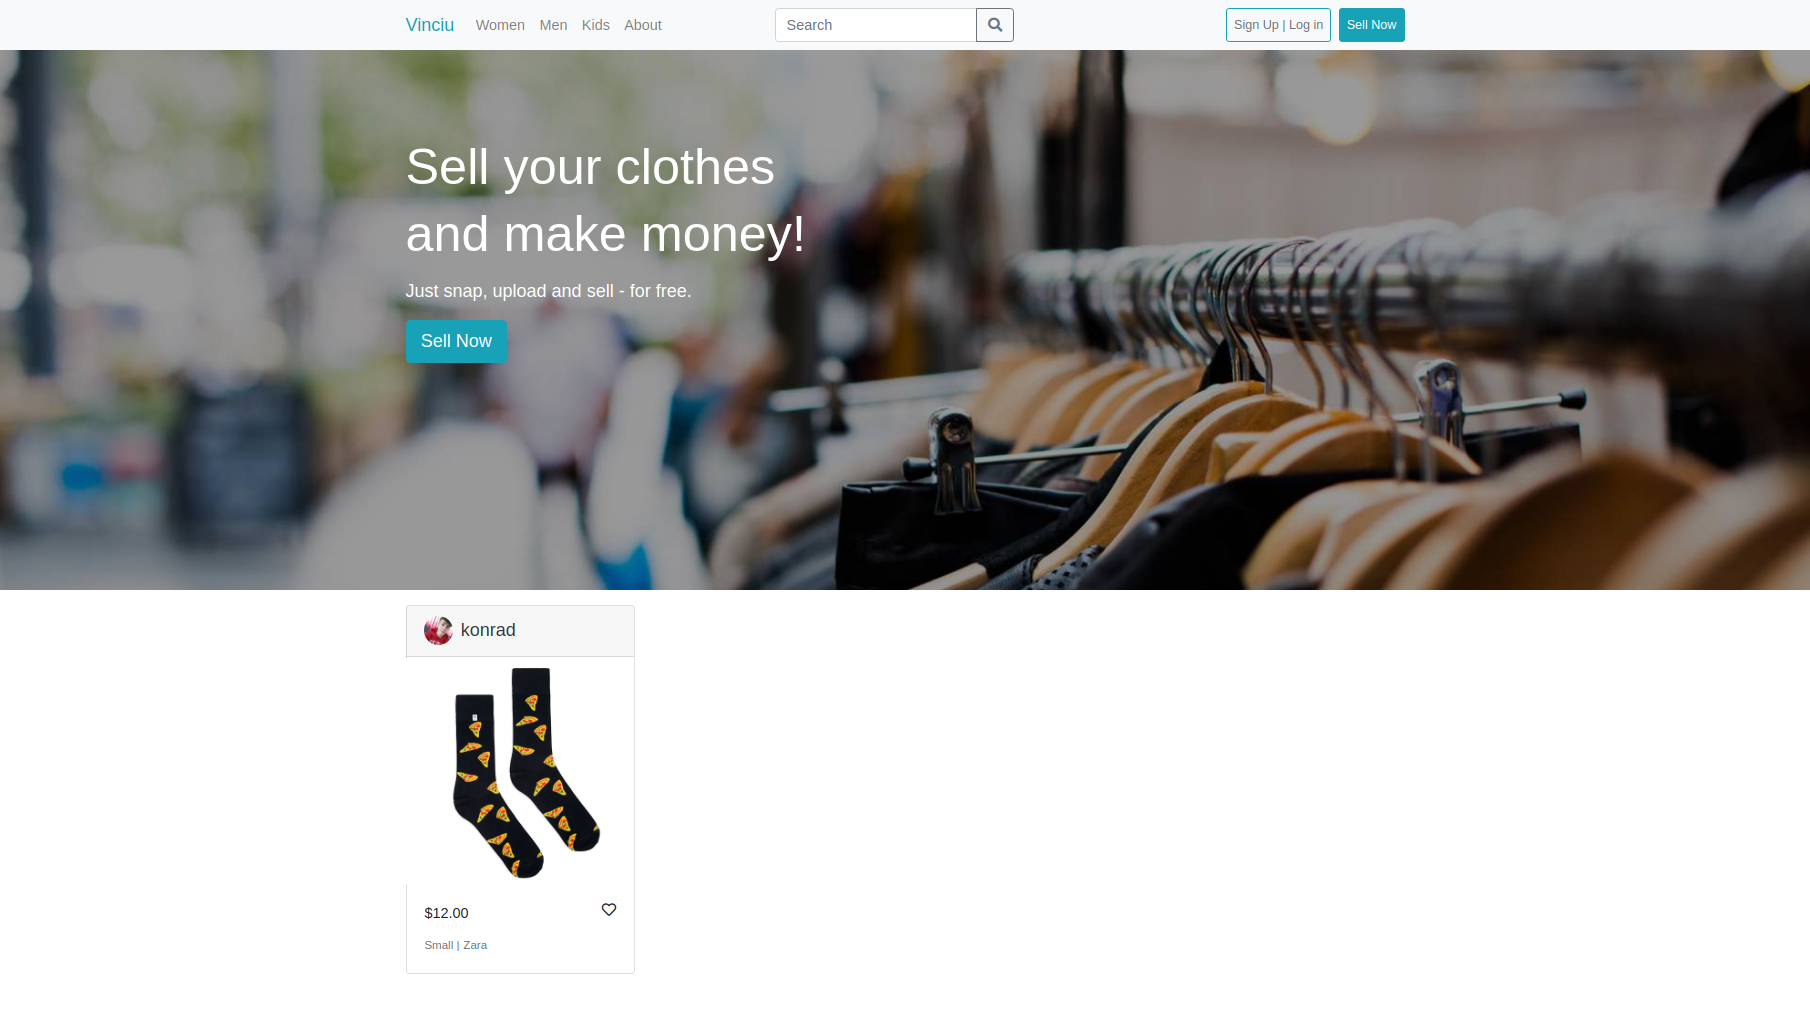 Vinciu Women Men Kids About Search Sign Up | Log in Sell Now
Sell your clothes
and make money!
Just snap, upload and sell - for free.
Sell Now
konrad
$12.00
Small | Zara